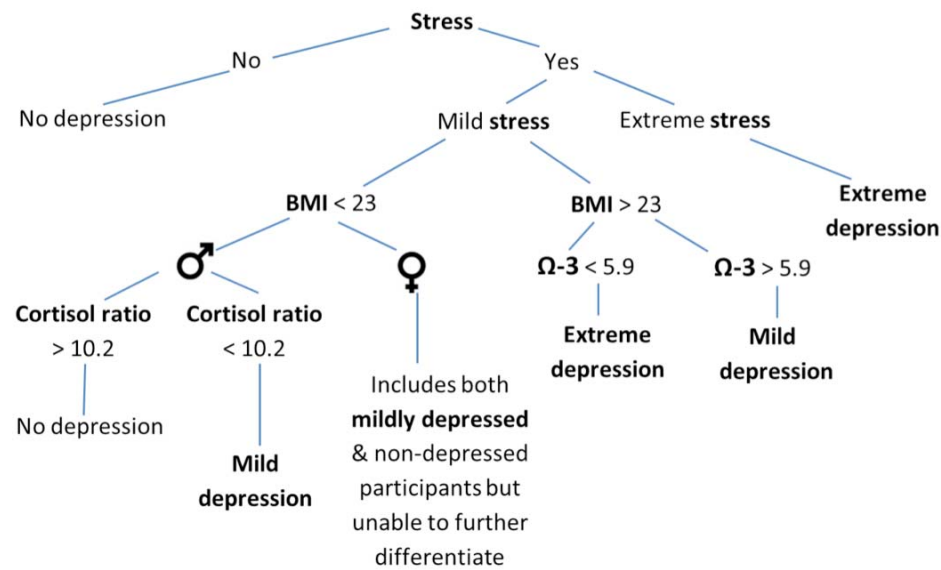 Stress
No
Yes
No depression
Mild stress
Extreme stress
BMI < 23
BMI > 23
Extreme
depression
♂
♀
Ω-3 < 5.9
Ω-3 > 5.9
Cortisol ratio
> 10.2
Cortisol ratio
< 10.2
Extreme
depression
Mild
depression
No depression
Mild
depression
Includes both
mildly depressed
& non-depressed
participants but
unable to further
differentiate